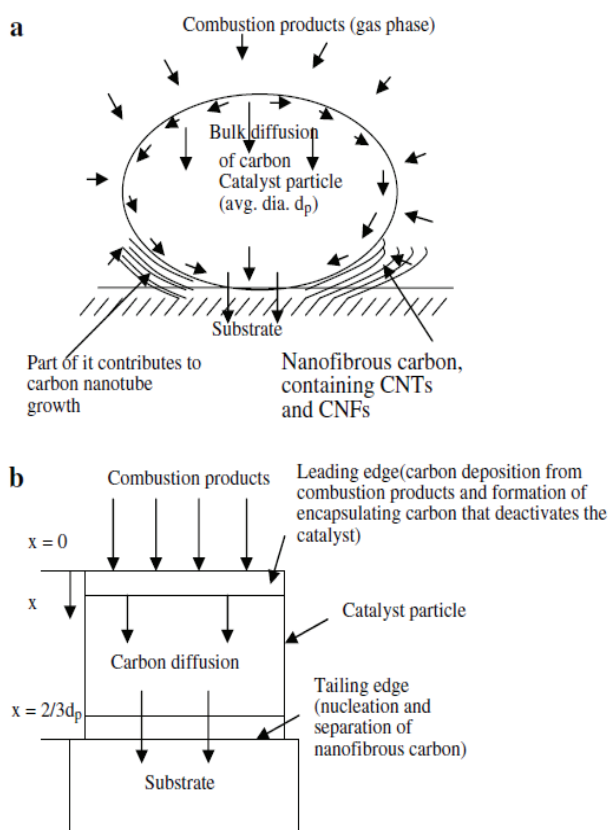 a
Combustion products (gas phase)
Bulk diffusion
of carbon
Catalyst particle
(avg. dia. dp)
Substrate
Part of it contributes to
carbon nanotube
growth
Nanofibrous carbon,
containing CNTs
and CNFs
b
Combustion products
Leading edge(carbon deposition from
combustion products and formation of
encapsulating carbon that deactivates the
catalyst)
x = 0
x
Catalyst particle
Carbon diffusion
Tailing edge
(nucleation and
separation of
nanofibrous carbon)
x = 2/3dp
Substrate